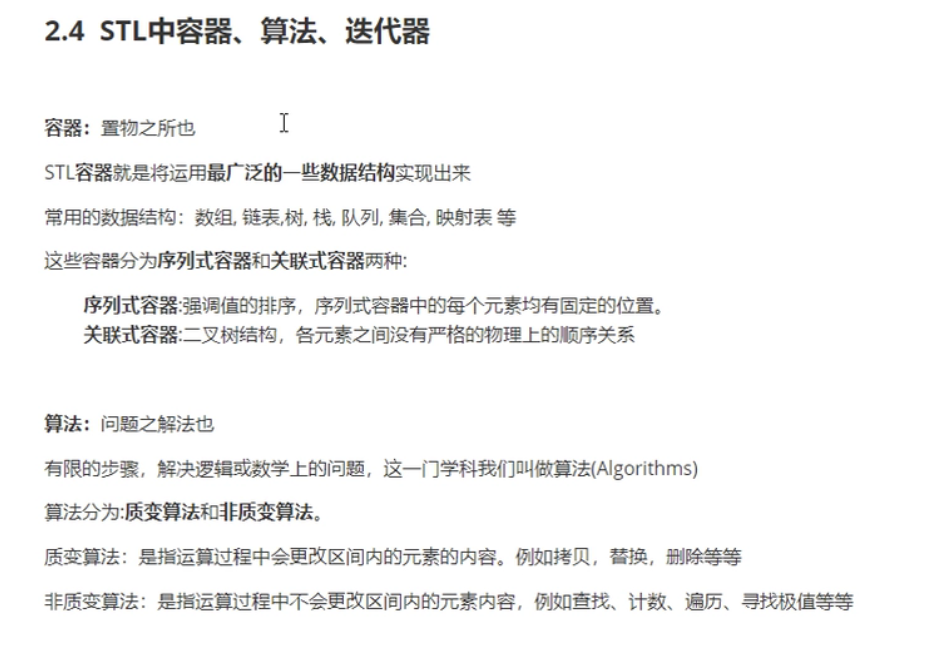 2.4 STL中容器、算法、迭代器
容器：置物之所也
STL容器就是将运用最广泛的一些数据结构实现出来
常用的数据结构：数组, 链表,树, 栈, 队列, 集合, 映射表 等
这些容器分为序列式容器和关联式容器两种:
序列式容器:强调值的排序，序列式容器中的每个元素均有固定的位置。
关联式容器:二叉树结构，各元素之间没有严格的物理上的顺序关系
算法：问题之解法也
有限的步骤，解决逻辑或数学上的问题，这一门学科我们叫做算法(Algorithms)
算法分为:质变算法和非质变算法。
质变算法：是指运算过程中会更改区间内的元素的内容。例如拷贝，替换，删除等等
非质变算法：是指运算过程中不会更改区间内的元素内容，例如查找、计数、遍历、寻找极值等等